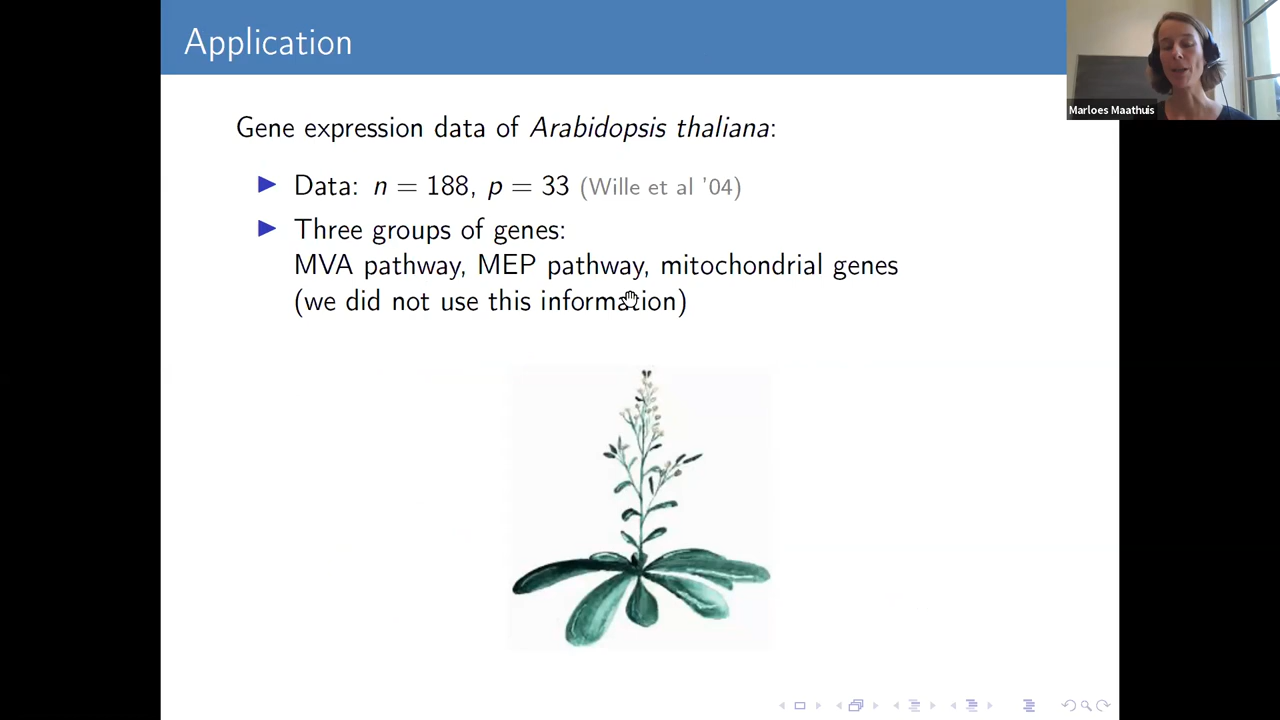 Application
Marloes Maathuis
Gene expression data of Arabidopsis thaliana:
Data: n = 188, p = 33 (Wille et al '04)
Three groups of genes:
MVA pathway, MEP pathway, mitochondrial genes
(we did not use this information)